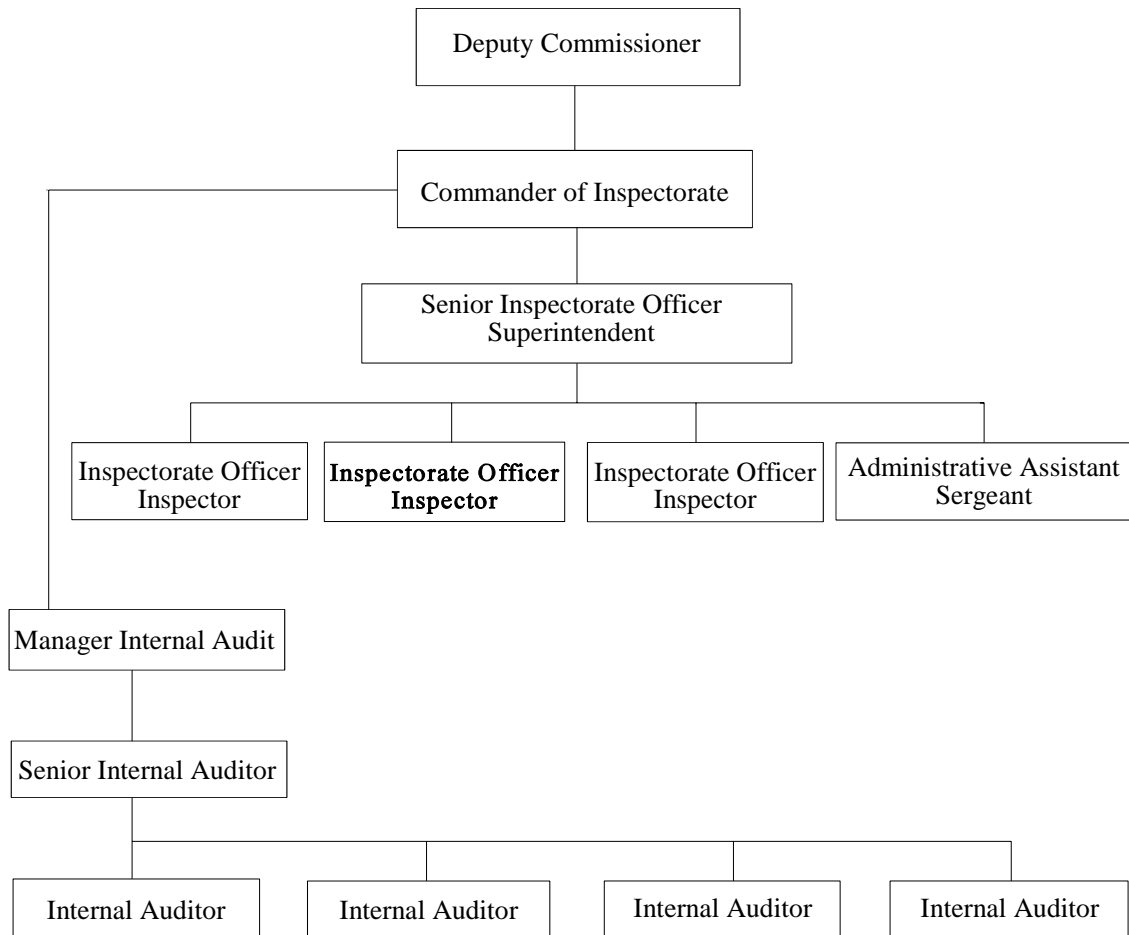 Deputy Commissioner
Commander of Inspectorate
Senior Inspectorate Officer
Superintendent
Inspectorate Officer
Inspector
Inspectorate Officer
Inspector
Inspectorate Officer
Inspector
Administrative Assistant
Sergeant
Manager Internal Audit
Senior Internal Auditor
Internal Auditor
Internal Auditor
Internal Auditor
Internal Auditor